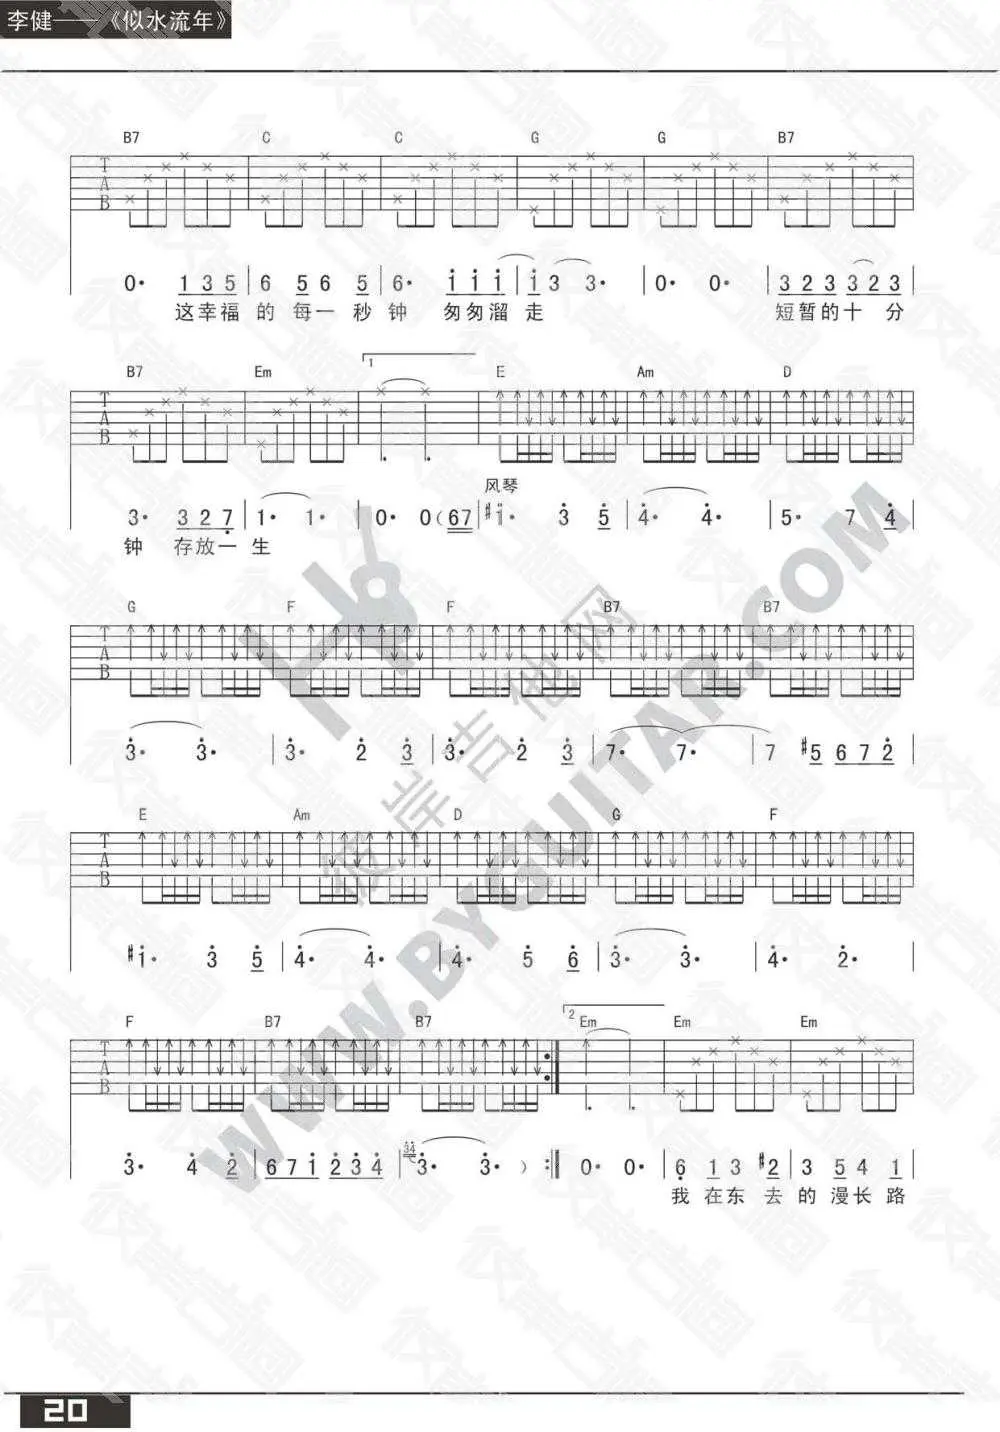 李健——《似水流年》
B7 C C G G B7
T A B
0· 1 3 5 6 5 6 5 6· i i i i 3 3· 0· 0· 3 2 3 3 2 3
这幸福 的 每一 秒 钟 匆匆溜 走 短暂的十 分
B7 Em 1 E Am D
T A B
风琴
3· 3 2 7 1· 1· 0· 0(67 #i· 3 5 4· 4· 5· 7 4
钟 存放一 生
G F F B7 B7
T A B
3· 3· 3· 2 3 3· 2 3 7· 7· 7 #5 6 7 2
E Am D G F
T A B
#1· 3 5 4· 4· 4· 5 6 3· 3· 4· 2·
F B7 B7 2 Em Em Em
T A B
3· 4 2 6 7 i 2 3 4 34 3· 3· ) :|| 0· 0· 6 1 3 #2 3 5 4 1
我 在东 去 的 漫长 路
彼岸吉他网
WWW.BYGUITAR.COM
20